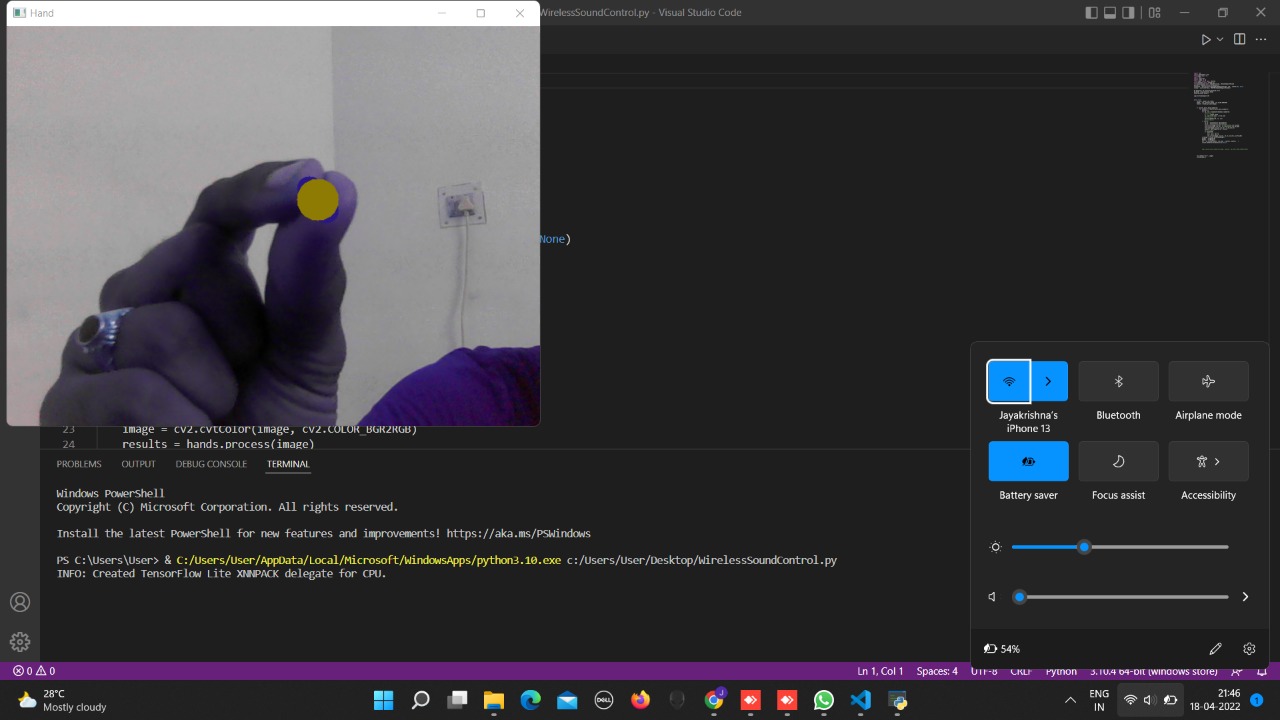 Hand
WirelessSoundControl.py - Visual Studio Code
None)
23 image = cv2.cvtColor(image, cv2.COLOR_BGR2RGB)
24 results = hands.process(image)
PROBLEMS OUTPUT DEBUG CONSOLE TERMINAL
Windows PowerShell
Copyright (C) Microsoft Corporation. All rights reserved.
Install the latest PowerShell for new features and improvements! https://aka.ms/PSWindows
PS C:\Users\User> & C:/Users/User/AppData/Local/Microsoft/WindowsApps/python3.10.exe c:/Users/User/Desktop/WirelessSoundControl.py
INFO: Created TensorFlow Lite XNNPACK delegate for CPU.
Jayakrishna's
iPhone 13
Bluetooth
Airplane mode
Battery saver
Focus assist
Accessibility
54%
0 0
Ln 1, Col 1 Spaces: 4 UTF-8 CRLF Python 3.10.4 64-bit (windows store)
28°C
Mostly cloudy
DELL
J
ENG
IN
21:46
18-04-2022
1